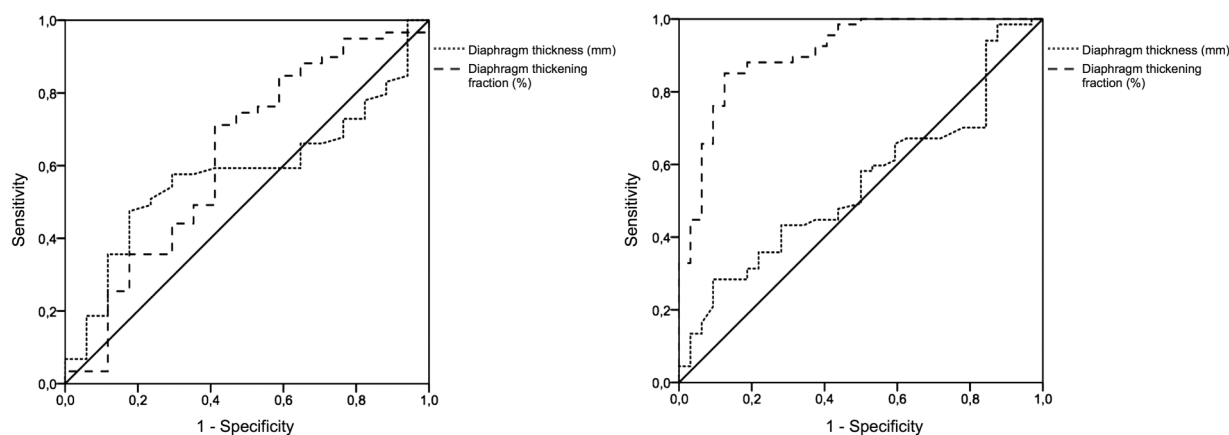 1,0
0,8
0,6
0,4
0,2
0,0
Sensitivity
0,0 0,2 0,4 0,6 0,8 1,0
1 - Specificity
Diaphragm thickness (mm)
Diaphragm thickening
fraction (%)
1,0
0,8
0,6
0,4
0,2
0,0
Sensitivity
0,0 0,2 0,4 0,6 0,8 1,0
1 - Specificity
Diaphragm thickness (mm)
Diaphragm thickening
fraction (%)